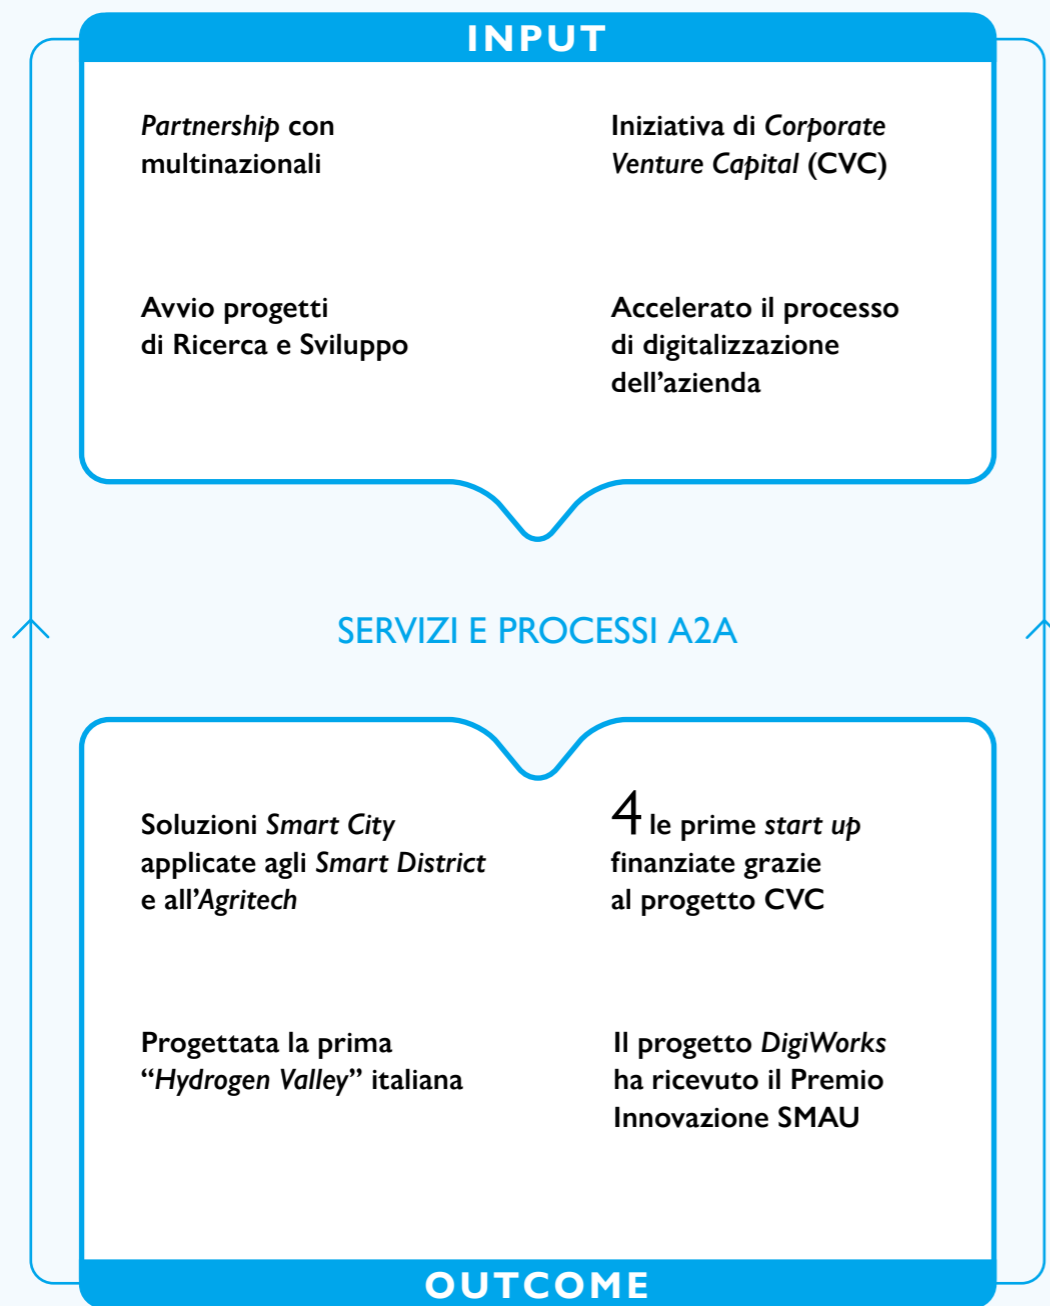 INPUT
Partnership con
multinazionali
Iniziativa di Corporate
Venture Capital (CVC)
Avvio progetti
di Ricerca e Sviluppo
Accelerato il processo
di digitalizzazione
dell’azienda
SERVIZI E PROCESSI A2A
Soluzioni Smart City
applicate agli Smart District
e all’Agritech
4 le prime start up
finanziate grazie
al progetto CVC
Progettata la prima
“Hydrogen Valley” italiana
Il progetto DigiWorks
ha ricevuto il Premio
Innovazione SMAU
OUTCOME